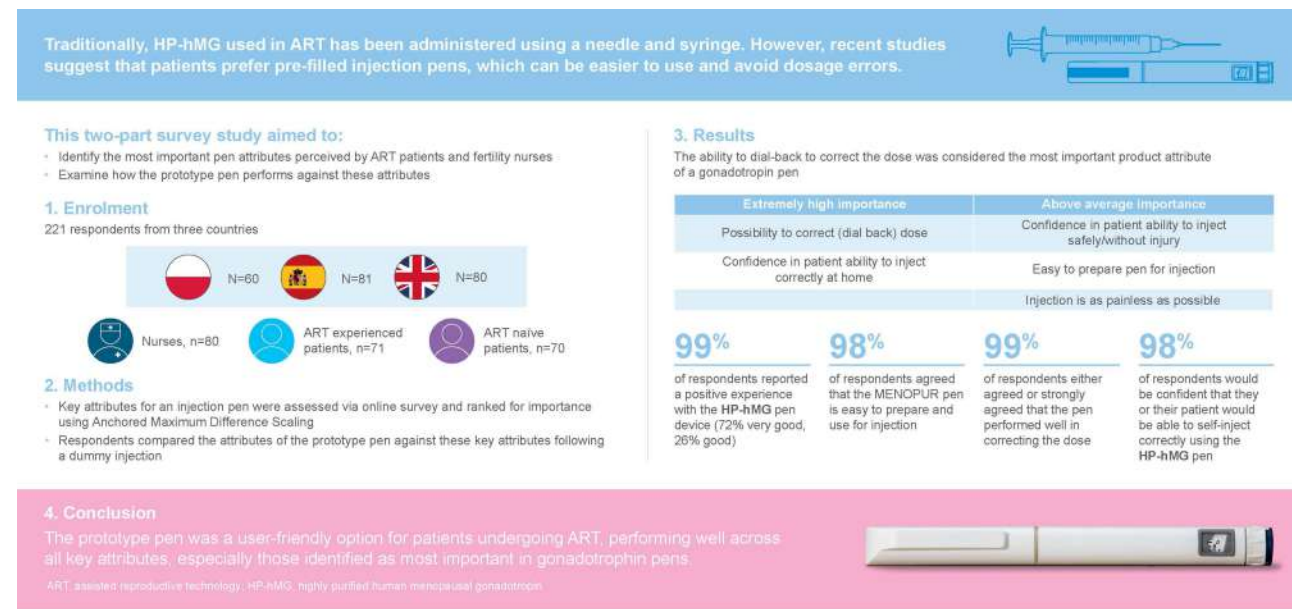 Traditionally, HP-hMG used in ART has been administered using a needle and syringe. However, recent studies
suggest that patients prefer pre-filled injection pens, which can be easier to use and avoid dosage errors.
This two-part survey study aimed to:
◦ Identify the most important pen attributes perceived by ART patients and fertility nurses
◦ Examine how the prototype pen performs against these attributes
1. Enrolment
221 respondents from three countries
N=60
N=81
N=80
Nurses, n=80
ART experienced
patients, n=71
ART naïve
patients, n=70
2. Methods
• Key attributes for an injection pen were assessed via online survey and ranked for importance
using Anchored Maximum Difference Scaling
• Respondents compared the attributes of the prototype pen against these key attributes following
a dummy injection
3. Results
The ability to dial-back to correct the dose was considered the most important product attribute
of a gonadotropin pen
Extremely high importance
Above average importance
Possibility to correct (dial back) dose
Confidence in patient ability to inject
safely/without injury
Confidence in patient ability to inject
correctly at home
Easy to prepare pen for injection
Injection is as painless as possible
99%
of respondents reported
a positive experience
with the HP-hMG pen
device (72% very good,
26% good)
98%
of respondents agreed
that the MENOPUR pen
is easy to prepare and
use for injection
99%
of respondents either
agreed or strongly
agreed that the pen
performed well in
correcting the dose
98%
of respondents would
be confident that they
or their patient would
be able to self-inject
correctly using the
HP-hMG pen
4. Conclusion
The prototype pen was a user-friendly option for patients undergoing ART, performing well across
all key attributes, especially those identified as most important in gonadotrophin pens.
ART, assisted reproductive technology; HP-hMG, highly purified human menopausal gonadotropin